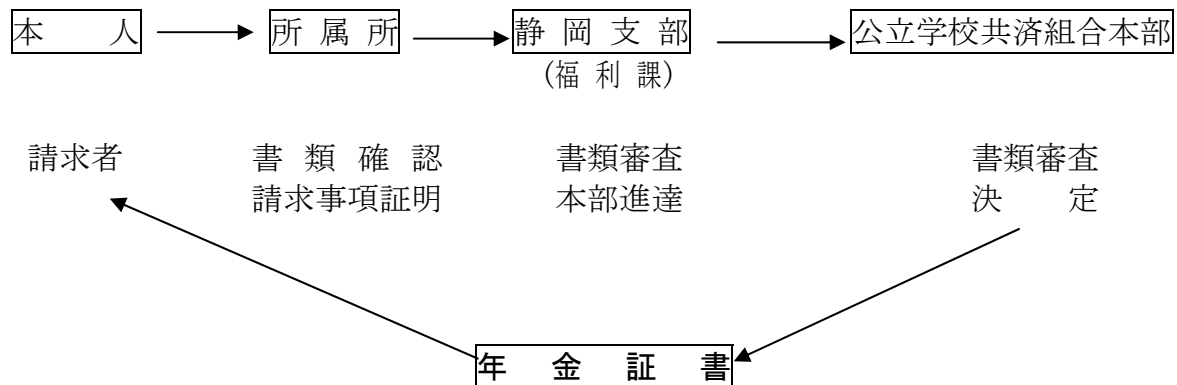 本　　人 所 属 所 静 岡 支 部 公立学校共済組合本部
(福 利 課)
請求者 書 類 確 認 書類審査 書類審査
請求事項証明 本部進達 決　　定
年　金　証　書